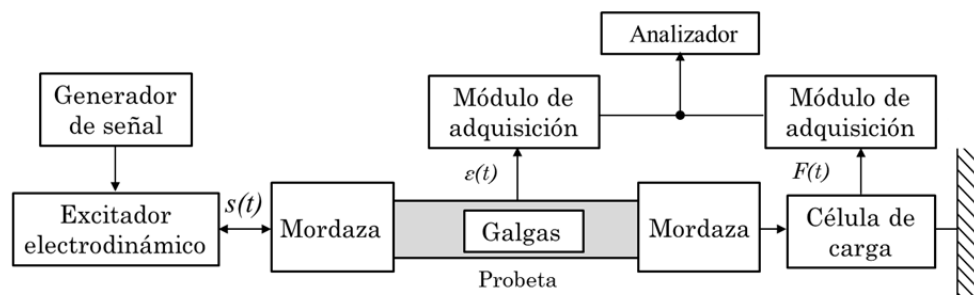 Analizador
Generador
de señal
Módulo de
adquisición
Módulo de
adquisición
ε(t)
F(t)
s(t)
Excitador
electrodinámico
Mordaza
Galgas
Mordaza
Célula de
carga
Probeta